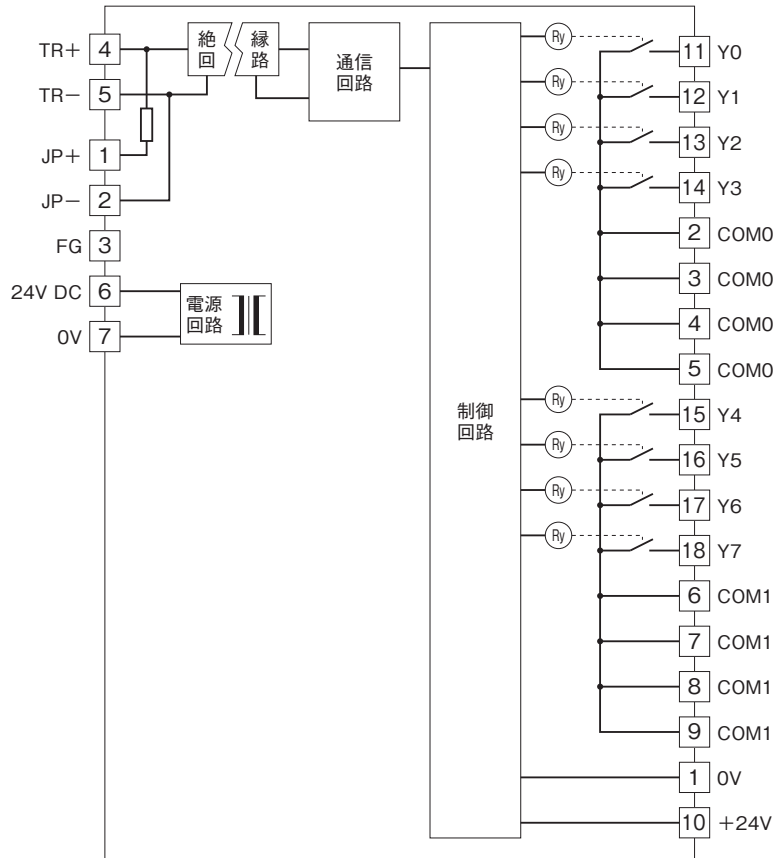 TR+ 4
TR− 5
JP+ 1
JP− 2
FG 3
24V DC 6
0V 7
絶縁
回路
通信
回路
電源
回路
制御
回路
Ry 11 Y0
Ry 12 Y1
Ry 13 Y2
Ry 14 Y3
2 COM0
3 COM0
4 COM0
5 COM0
Ry 15 Y4
Ry 16 Y5
Ry 17 Y6
Ry 18 Y7
6 COM1
7 COM1
8 COM1
9 COM1
1 0V
10 +24V